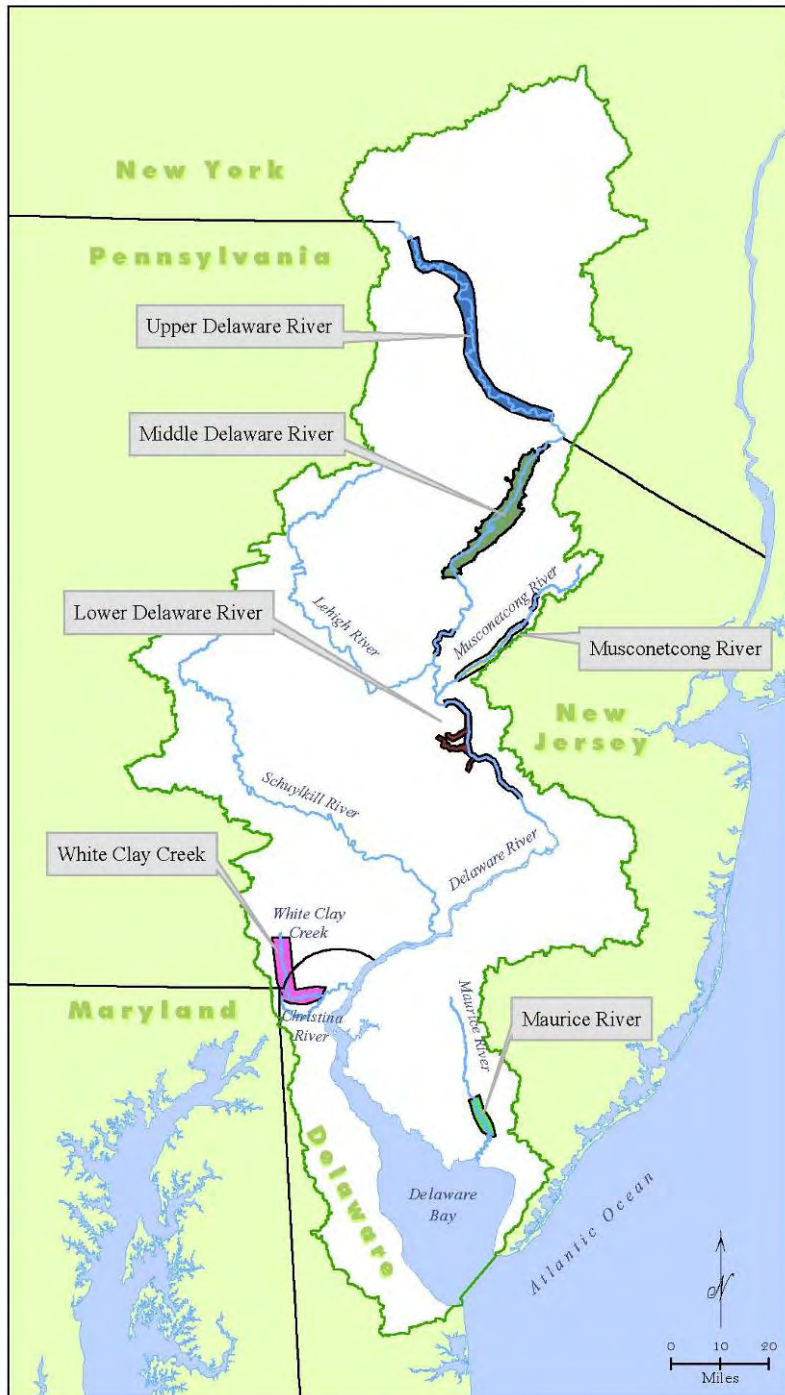 New York
Pennsylvania
Upper Delaware River
Middle Delaware River
Lehigh River
Musconetcong River
Lower Delaware River
Musconetcong River
New
Jersey
Schuylkill River
White Clay Creek
Delaware River
White Clay
Creek
Maryland
Christina
River
Maurice River
Maurice River
Delaware
Delaware
Bay
Atlantic Ocean
N
0 10 20
Miles